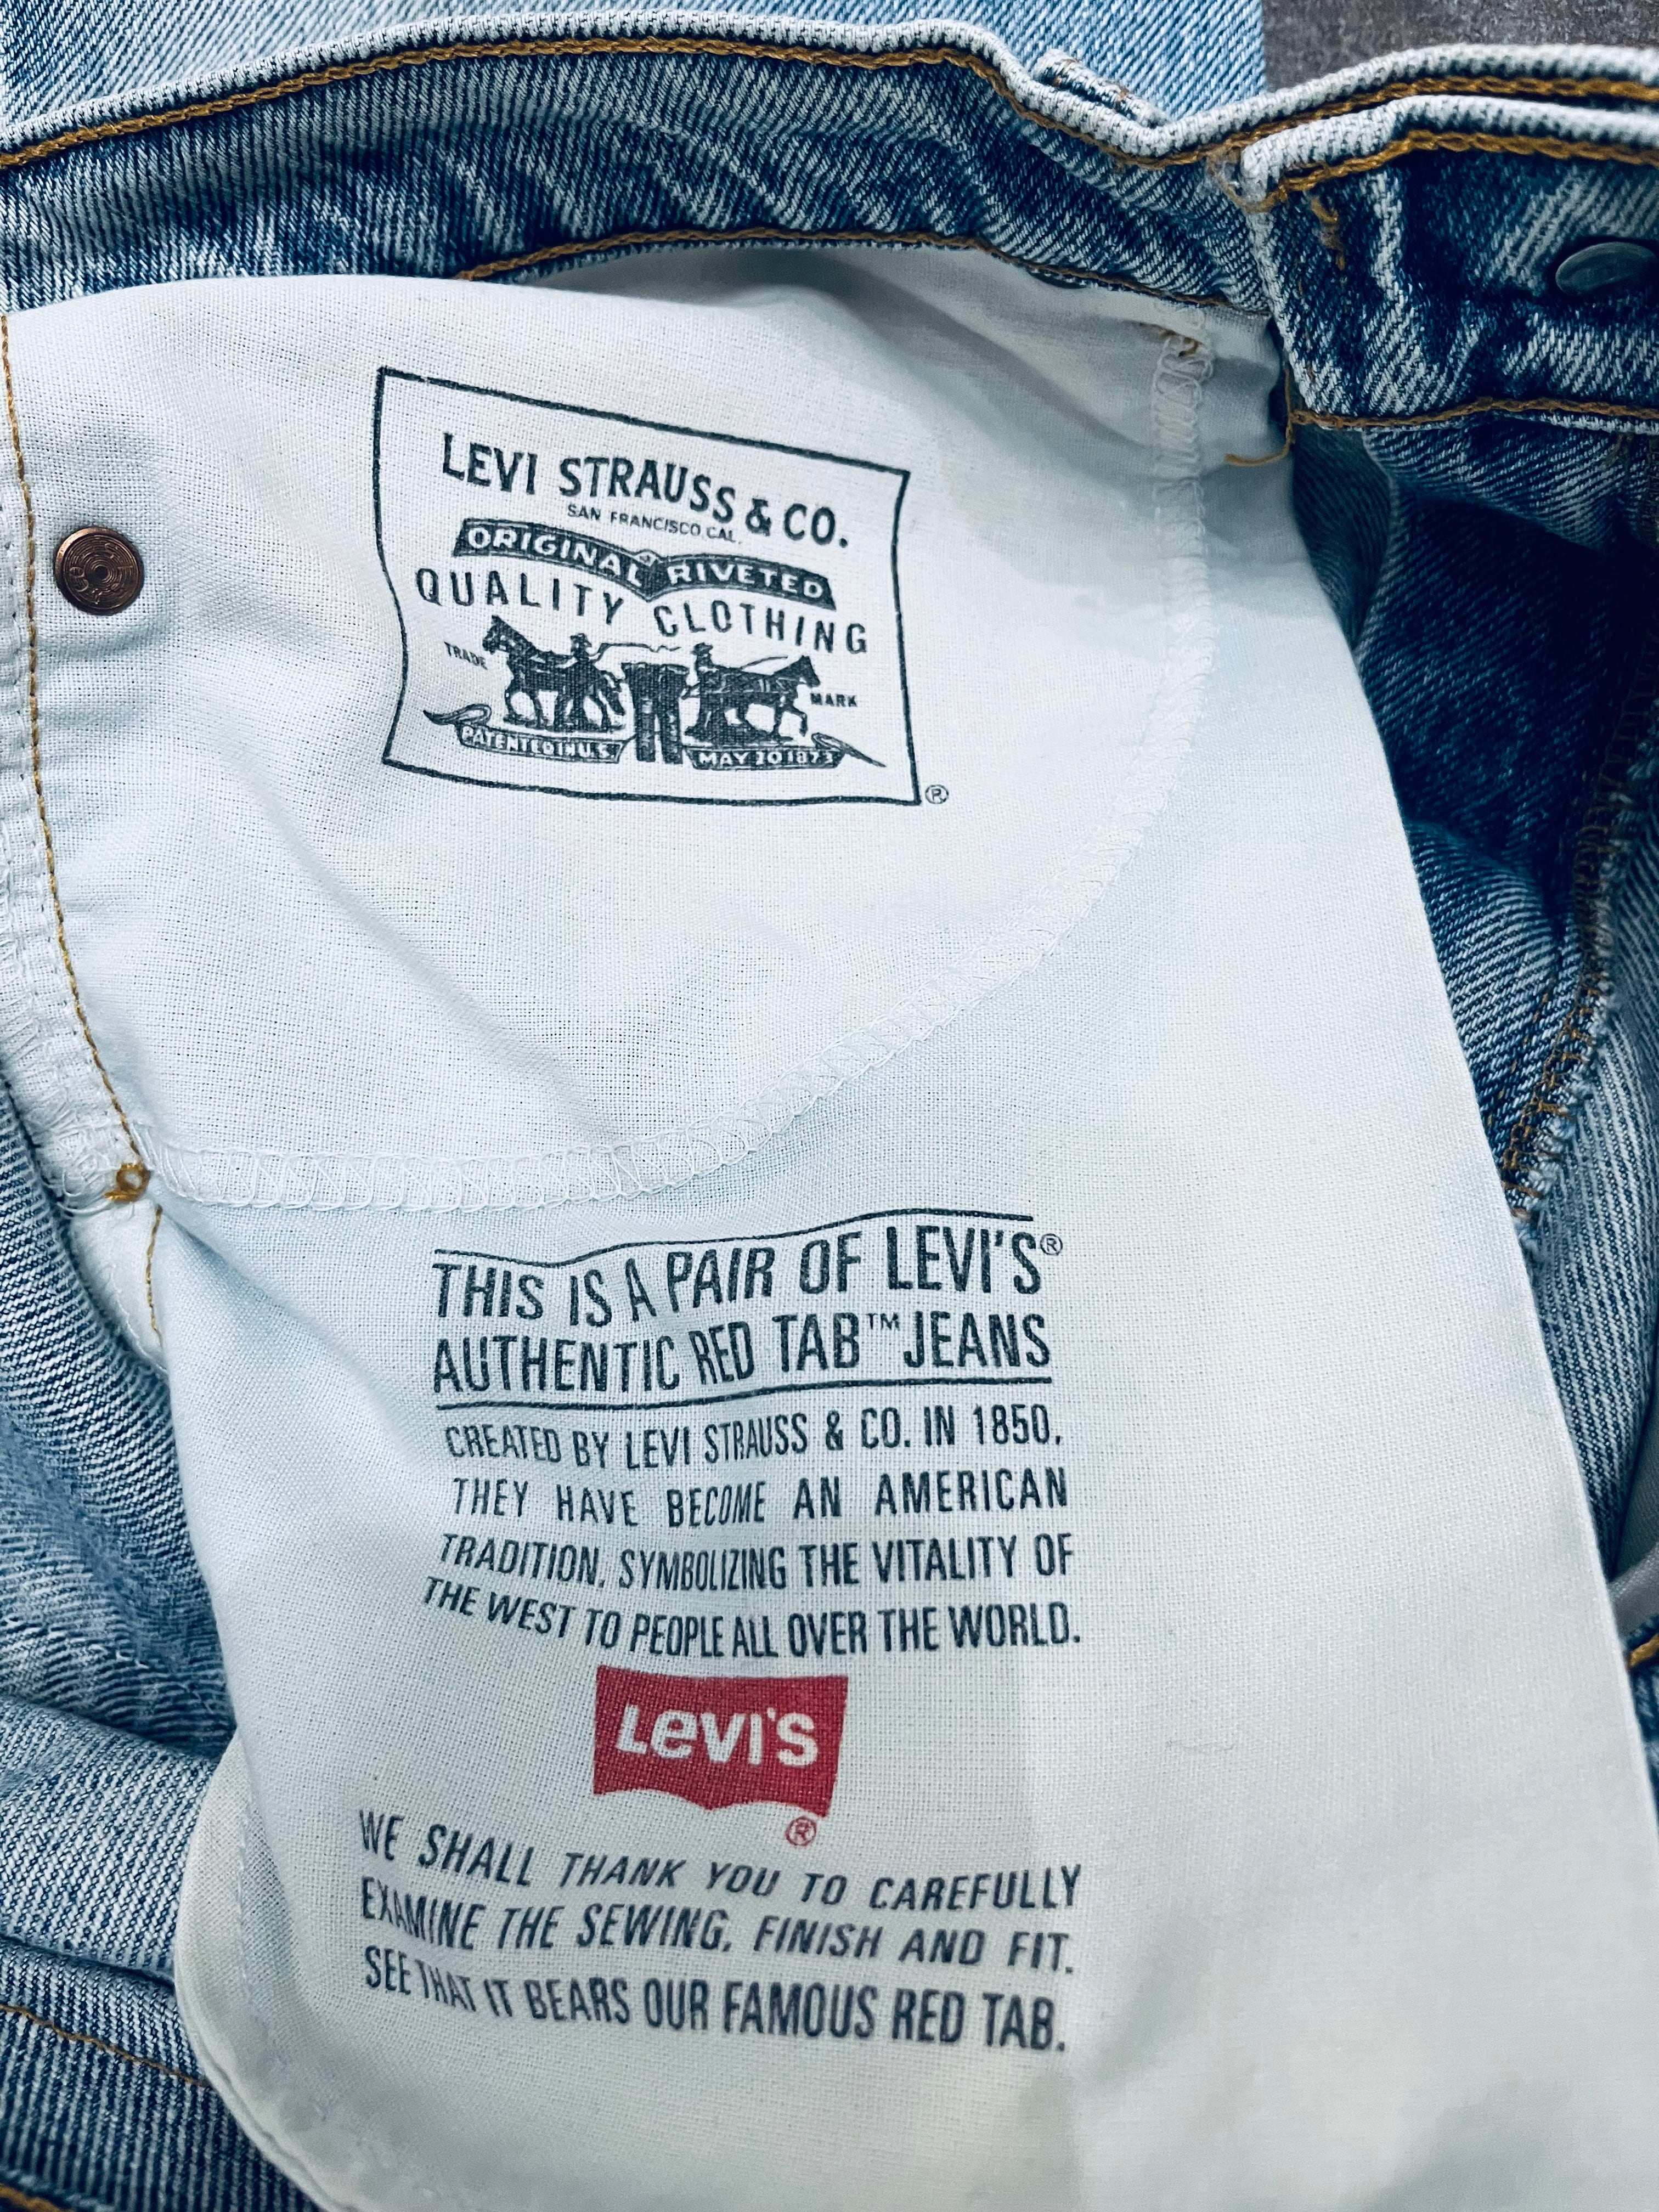 LEVI STRAUSS & CO.
SAN FRANCISCO, CAL.
ORIGINAL RIVETED
QUALITY CLOTHING
TRADE MARK
PATENTED IN U.S. MAY 20 1873
®
THIS IS A PAIR OF LEVI'S®
AUTHENTIC RED TAB™ JEANS
CREATED BY LEVI STRAUSS & CO. IN 1850,
THEY HAVE BECOME AN AMERICAN
TRADITION, SYMBOLIZING THE VITALITY OF
THE WEST TO PEOPLE ALL OVER THE WORLD.
LEVI'S
®
WE SHALL THANK YOU TO CAREFULLY
EXAMINE THE SEWING, FINISH AND FIT.
SEE THAT IT BEARS OUR FAMOUS RED TAB.